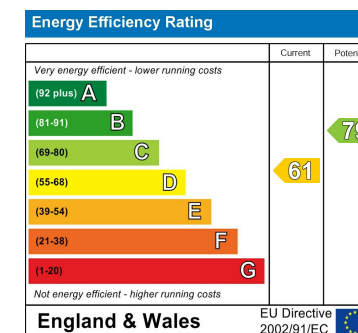 Energy Efficiency Rating
Current
Very energy efficient - lower running costs
(92 plus) A
(81-91) B
(69-80) C
(55-68) D
(39-54) E
(21-38) F
(1-20) G
61
Not energy efficient - higher running costs
England & Wales
EU Directive
2002/91/EC